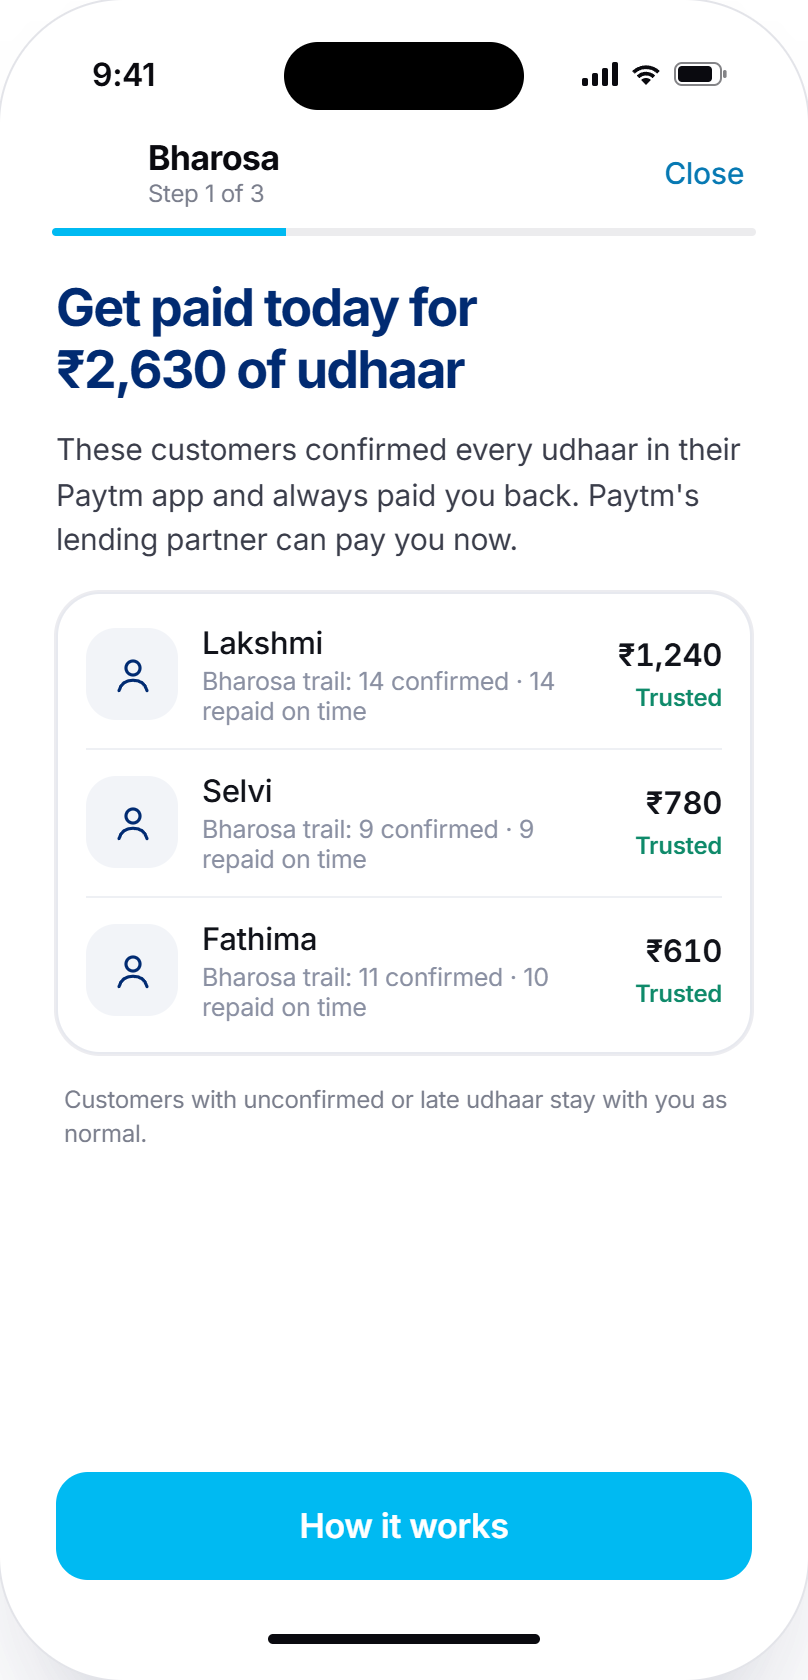 9:41
Bharosa
Step 1 of 3
Close
Get paid today for
₹2,630 of udhaar
These customers confirmed every udhaar in their
Paytm app and always paid you back. Paytm's
lending partner can pay you now.
Lakshmi
Bharosa trail: 14 confirmed · 14
repaid on time
₹1,240
Trusted
Selvi
Bharosa trail: 9 confirmed · 9
repaid on time
₹780
Trusted
Fathima
Bharosa trail: 11 confirmed · 10
repaid on time
₹610
Trusted
Customers with unconfirmed or late udhaar stay with you as
normal.
How it works